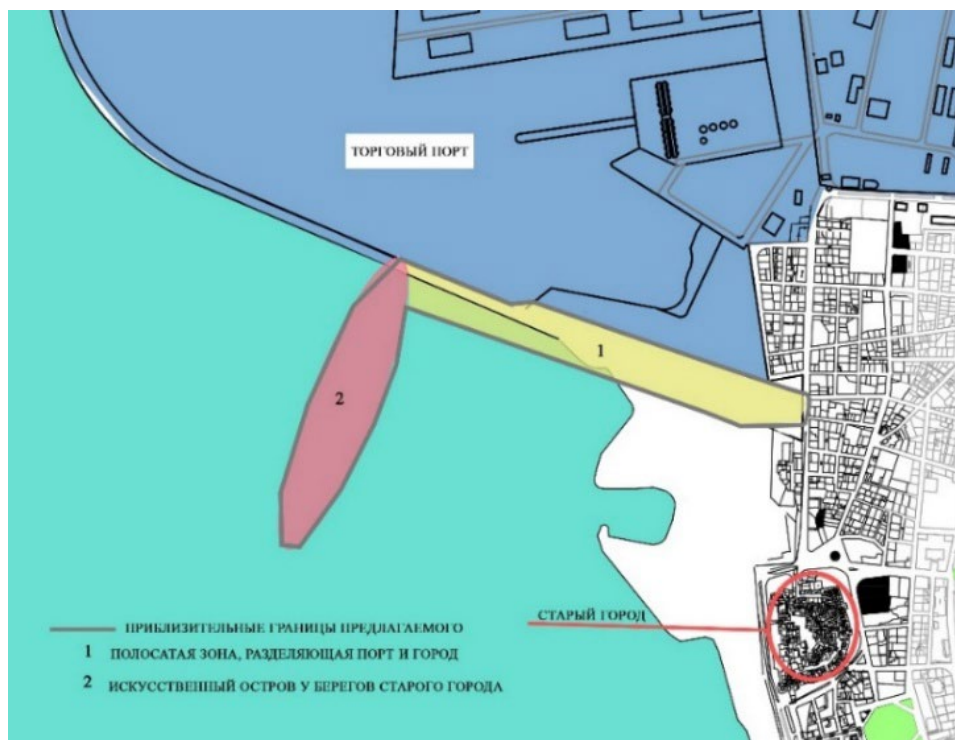 ТОРГОВЫЙ ПОРТ
1
2
СТАРЫЙ ГОРОД
ПРИБЛИЗИТЕЛЬНЫЕ ГРАНИЦЫ ПРЕДЛАГАЕМОГО
1 ПОЛОСАТАЯ ЗОНА, РАЗДЕЛЯЮЩАЯ ПОРТ И ГОРОД
2 ИСКУССТВЕННЫЙ ОСТРОВ У БЕРЕГОВ СТАРОГО ГОРОДА